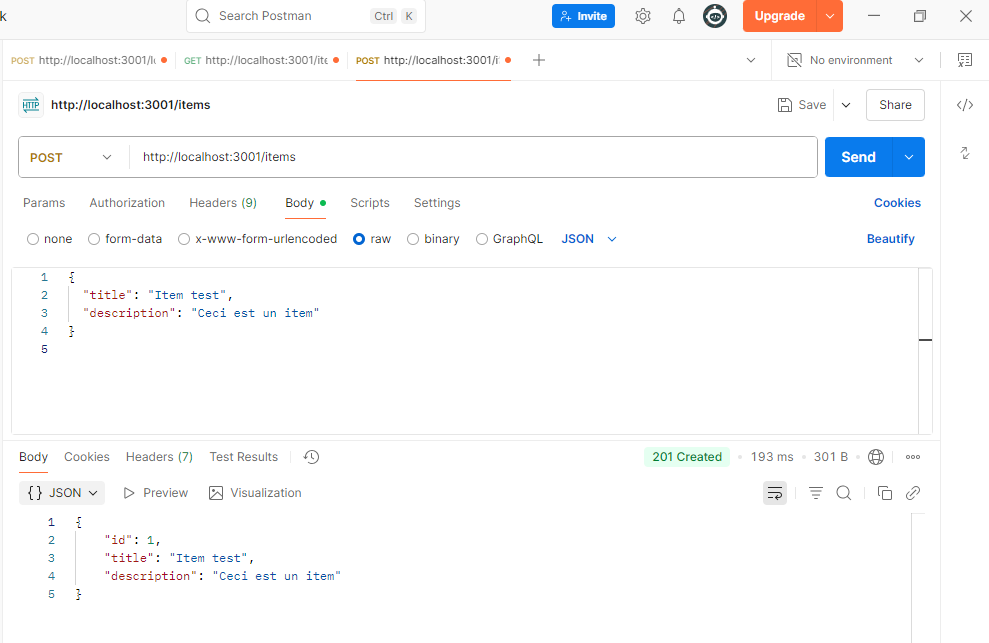 k
Search Postman Ctrl K Invite Upgrade
POST http://localhost:3001/ GET http://localhost:3001/ite POST http://localhost:3001/i No environment
HTTP http://localhost:3001/items Save Share
POST http://localhost:3001/items Send
Params Authorization Headers (9) Body Scripts Settings Cookies
none form-data x-www-form-urlencoded raw binary GraphQL JSON Beautify
1 {
2 "title": "Item test",
3 "description": "Ceci est un item"
4 }
5
Body Cookies Headers (7) Test Results 201 Created 193 ms 301 B
{} JSON Preview Visualization
1 {
2 "id": 1,
3 "title": "Item test",
4 "description": "Ceci est un item"
5 }